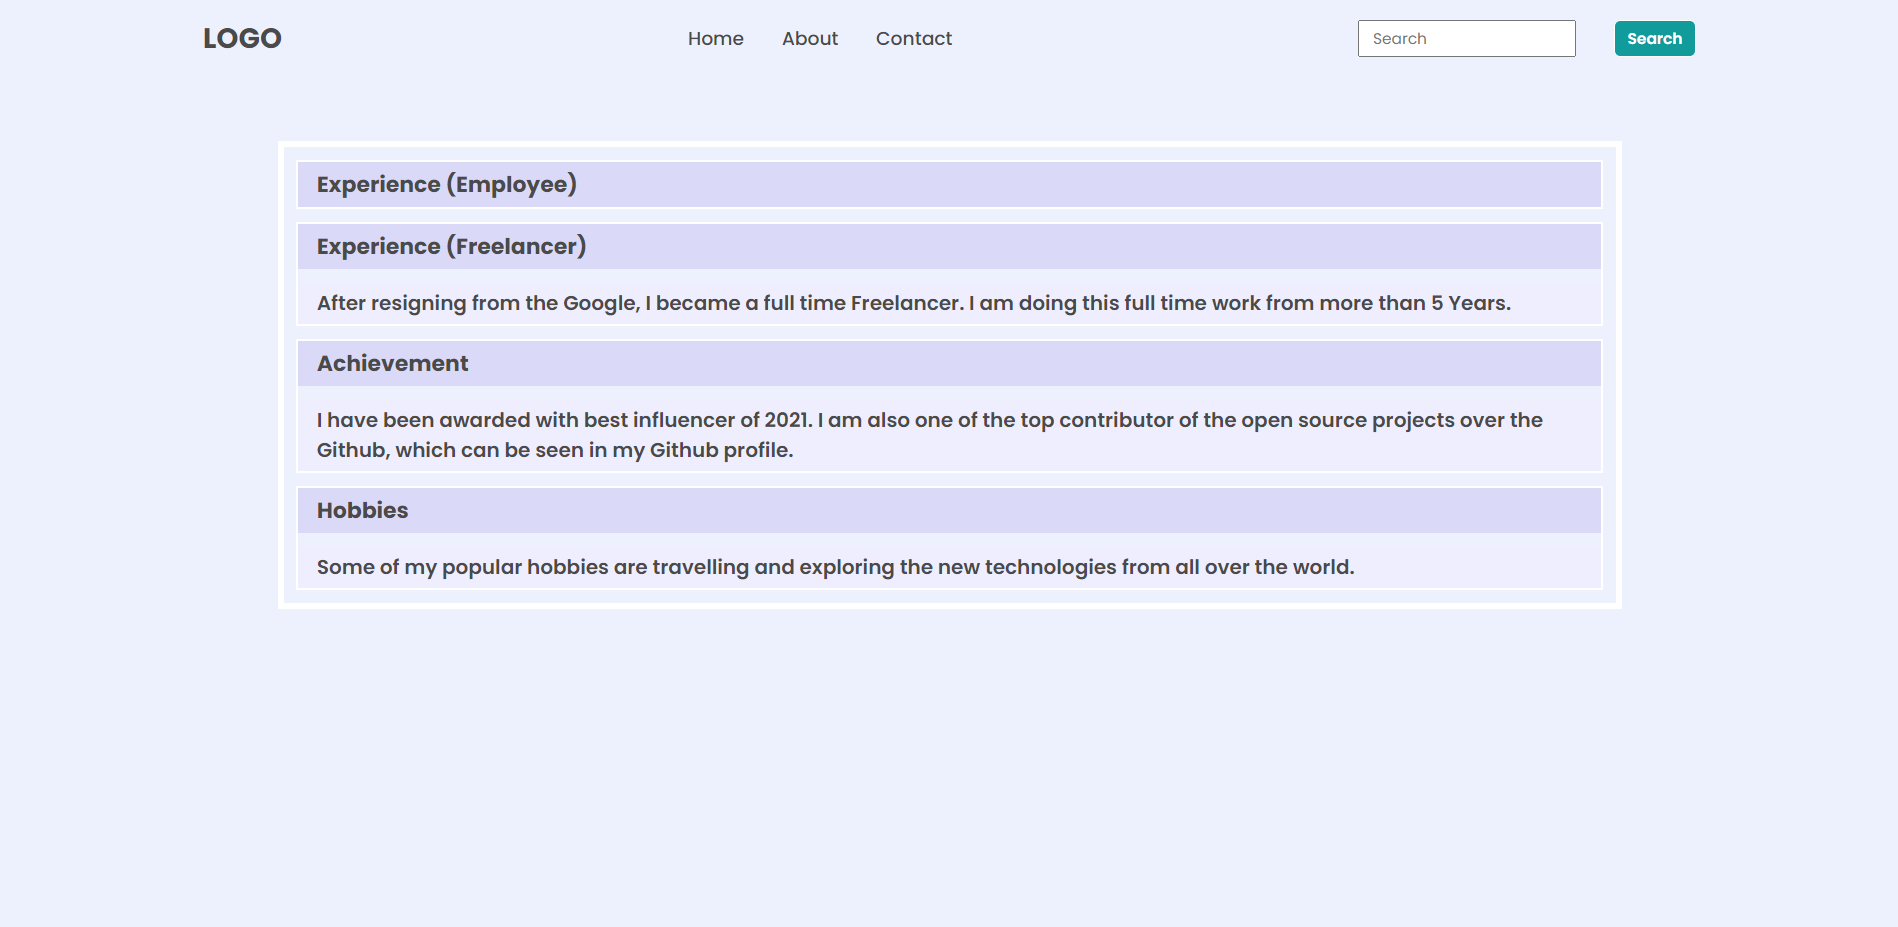 LOGO
Home
About
Contact
Search
Search
Experience (Employee)
Experience (Freelancer)
After resigning from the Google, I became a full time Freelancer. I am doing this full time work from more than 5 Years.
Achievement
I have been awarded with best influencer of 2021. I am also one of the top contributor of the open source projects over the
Github, which can be seen in my Github profile.
Hobbies
Some of my popular hobbies are travelling and exploring the new technologies from all over the world.